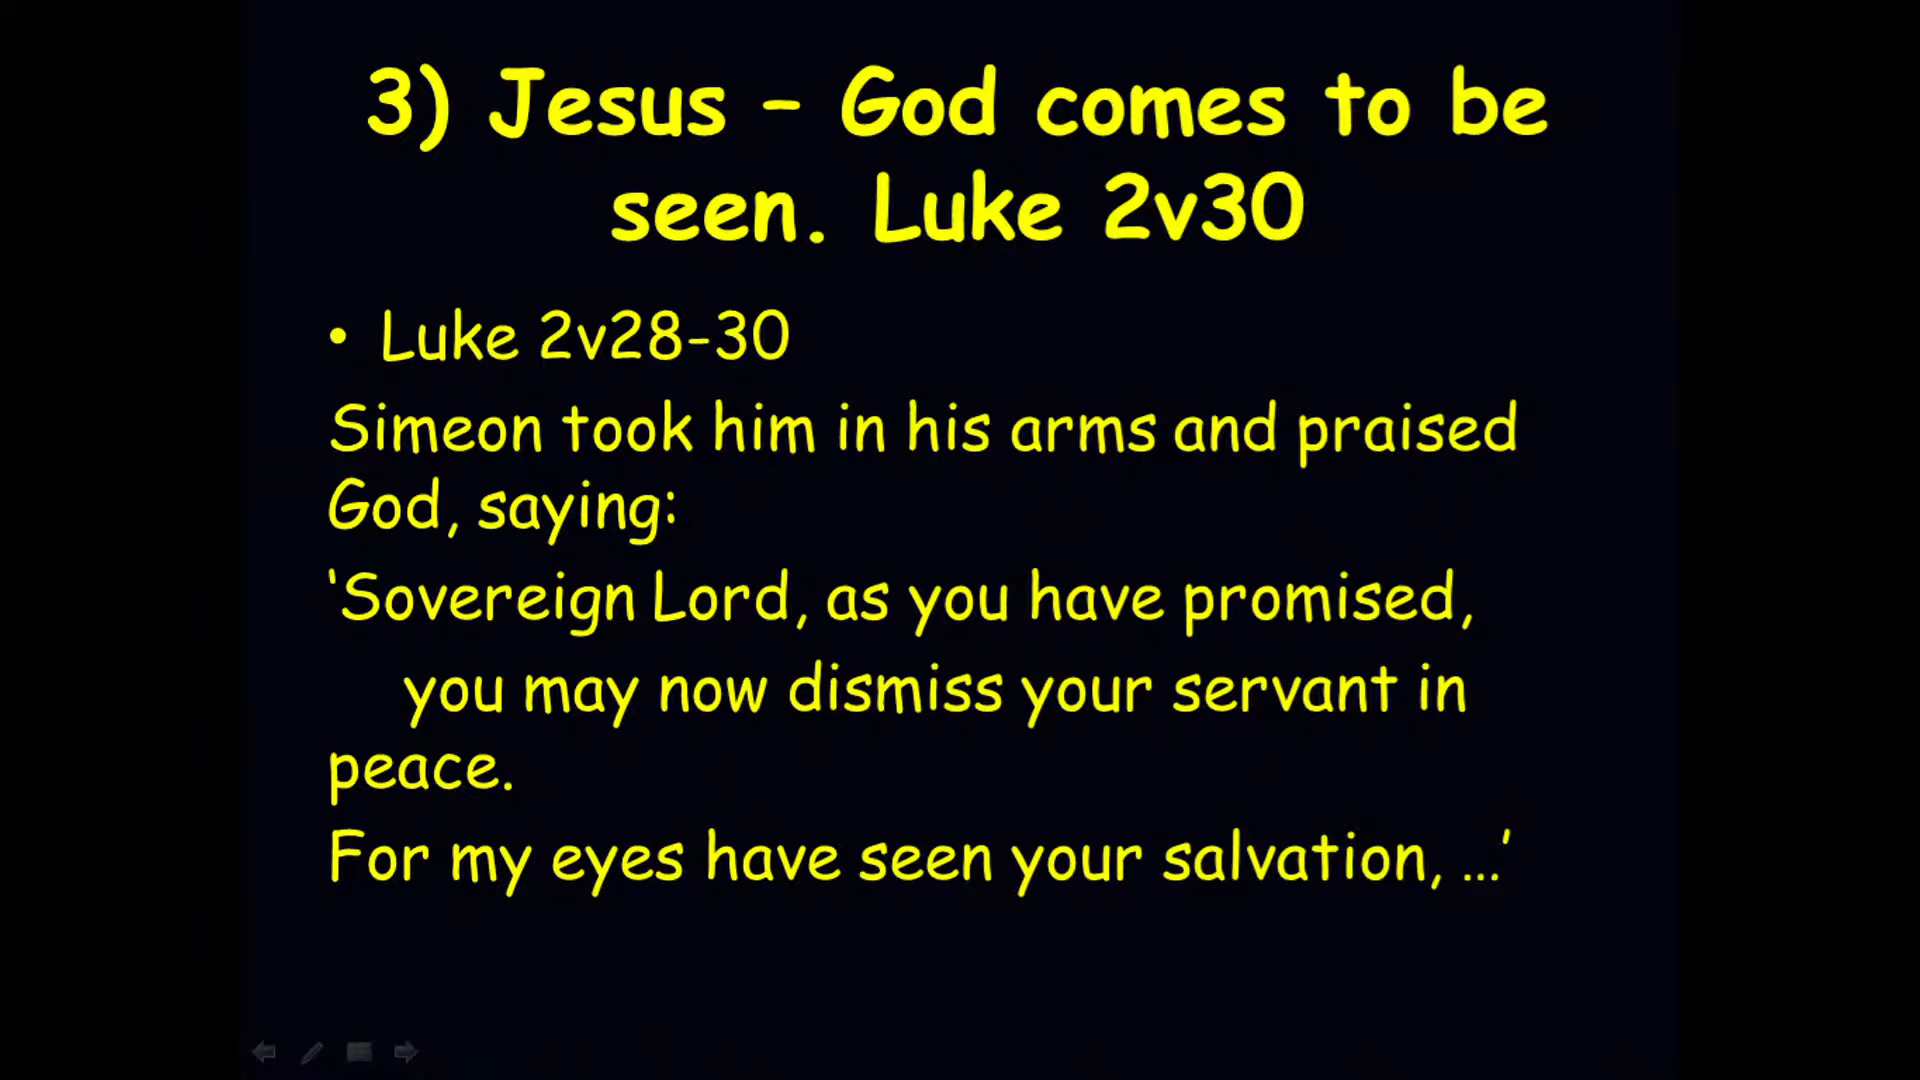 3) Jesus – God comes to be
seen. Luke 2v30
• Luke 2v28-30
Simeon took him in his arms and praised
God, saying:
‘Sovereign Lord, as you have promised,
you may now dismiss your servant in
peace.
For my eyes have seen your salvation, …’